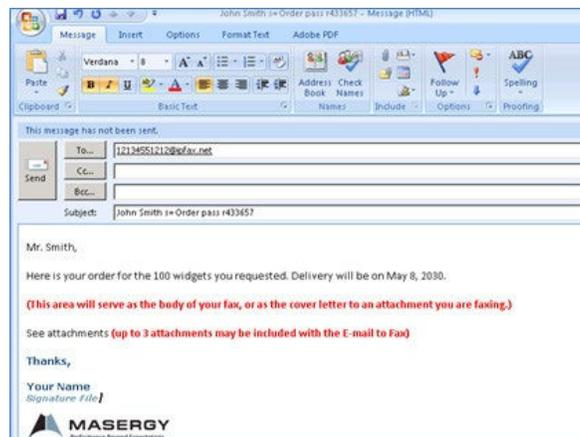 John Smith s=Order pass r433657 - Message (HTML)
Message Insert Options Format Text Adobe PDF
Verdana 8 A A
Paste B I U A Address Book Check Names Follow Up ABC Spelling
Clipboard Basic Text Names Include Options Proofing
This message has not been sent.
To... 12134551212@ipfax.net
Send Cc...
Bcc...
Subject: John Smith s=Order pass r433657
Mr. Smith,
Here is your order for the 100 widgets you requested. Delivery will be on May 8, 2030.
(This area will serve as the body of your fax, or as the cover letter to an attachment you are faxing.)
See attachments (up to 3 attachments may be included with the E-mail to Fax)
Thanks,
Your Name
Signature File
MASERGY